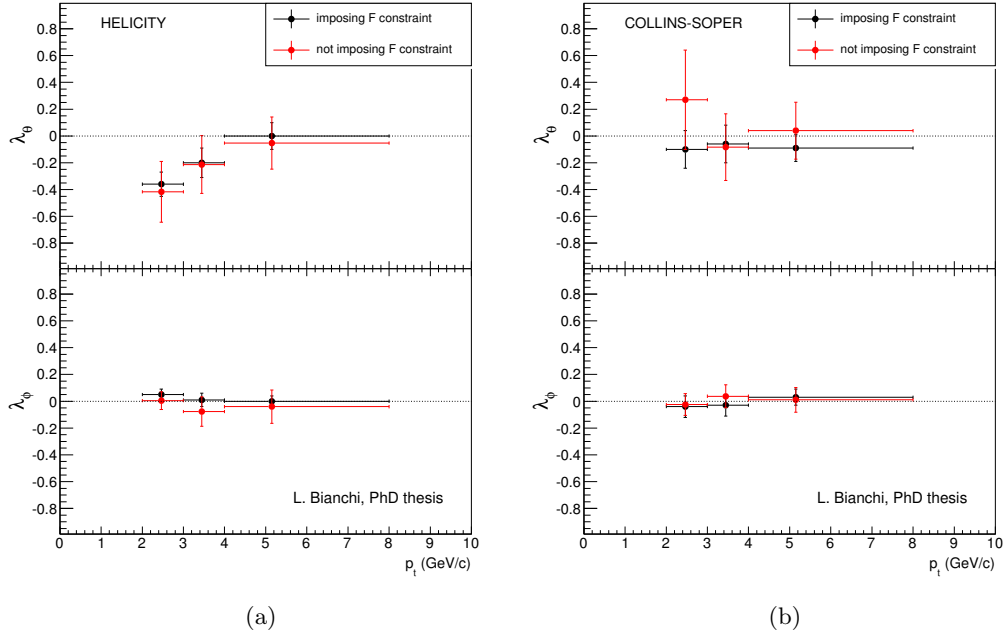 HELICITY
imposing F constraint
not imposing F constraint
0.8
0.6
0.4
0.2
0
-0.2
-0.4
-0.6
-0.8
λθ
0.8
0.6
0.4
0.2
0
-0.2
-0.4
-0.6
-0.8
λϕ
L. Bianchi, PhD thesis
0 1 2 3 4 5 6 7 8 9 10
pt (GeV/c)
(a)
COLLINS-SOPER
imposing F constraint
not imposing F constraint
0.8
0.6
0.4
0.2
0
-0.2
-0.4
-0.6
-0.8
λθ
0.8
0.6
0.4
0.2
0
-0.2
-0.4
-0.6
-0.8
λϕ
L. Bianchi, PhD thesis
0 1 2 3 4 5 6 7 8 9 10
pt (GeV/c)
(b)